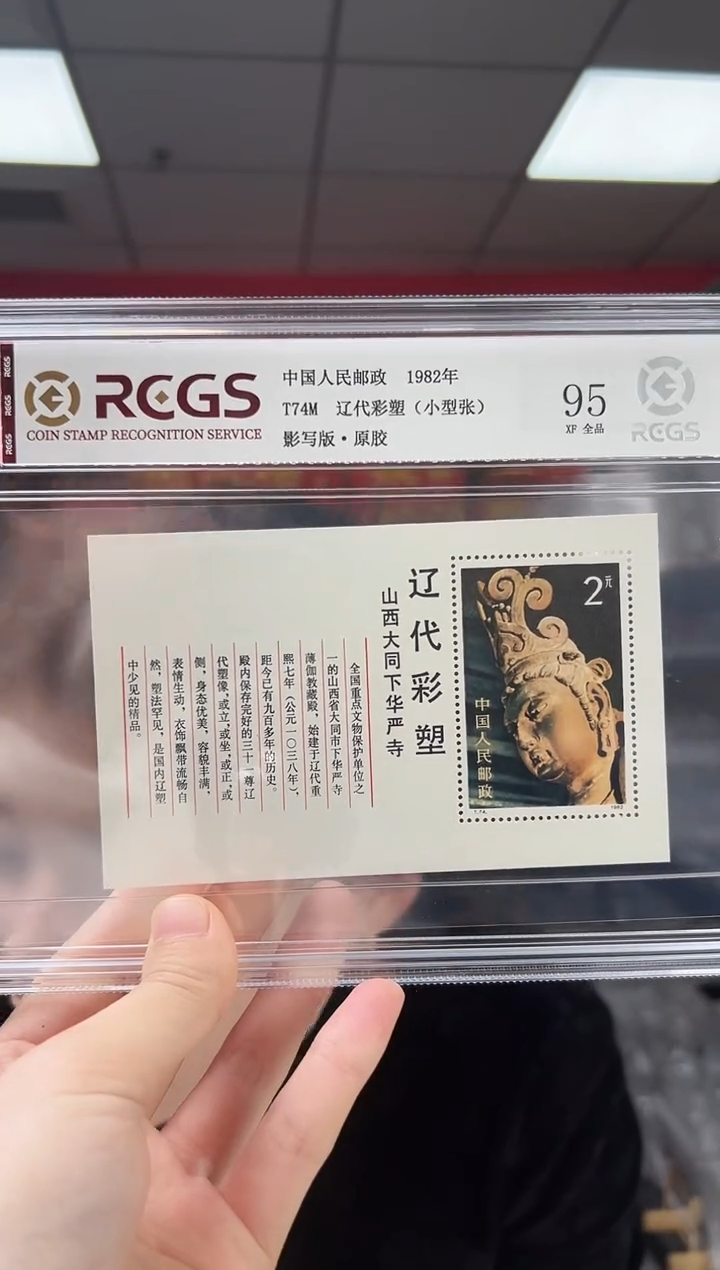 RCGS
RCGS
RCGS
RCGS
COIN STAMP RECOGNITION SERVICE
中国人民邮政 1982年
T74M 辽代彩塑（小型张）
影写版·原胶
95
XF 全品
RCGS
2元
中国人民邮政
T.74.
1982
辽代彩塑
山西大同下华严寺
全国重点文物保护单位之
一的山西省大同市下华严寺
薄伽教藏殿，始建于辽代重
熙七年（公元一〇三八年），
距今已有九百多年的历史。
殿内保存完好的三十一尊辽
代塑像，或立，或坐，或正，或
侧，身态优美，容貌丰满，
表情生动，衣饰飘带流畅自
然，塑法罕见，是国内辽塑
中少见的精品。